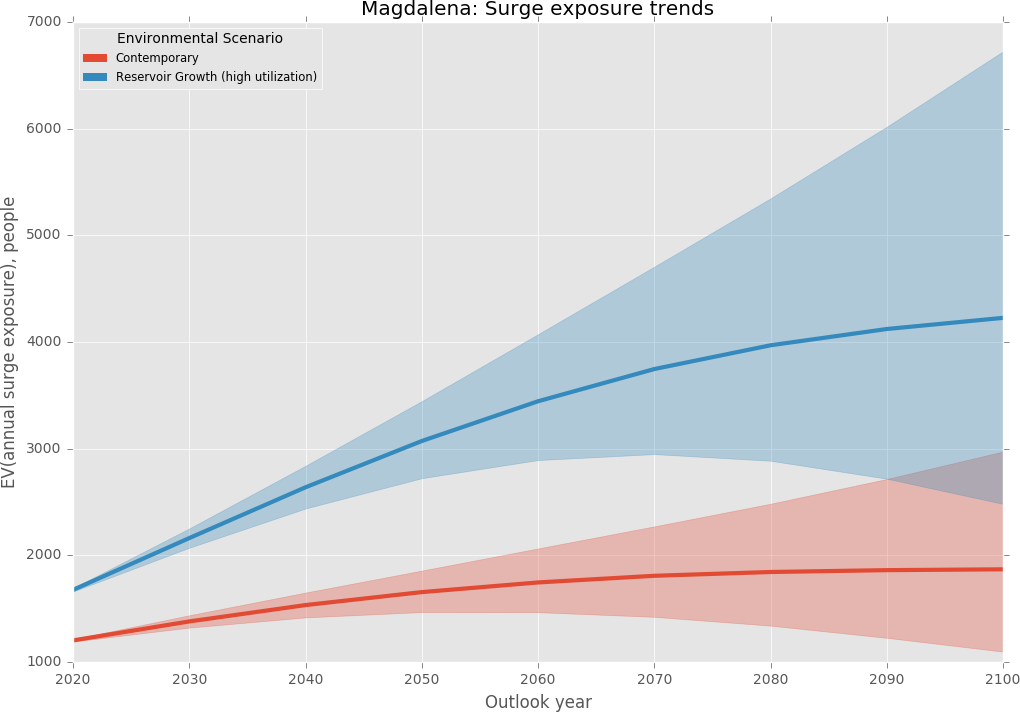 Magdalena: Surge exposure trends
7000
6000
5000
4000
3000
2000
1000
EV(annual surge exposure), people
Environmental Scenario
Contemporary
Reservoir Growth (high utilization)
2020 2030 2040 2050 2060 2070 2080 2090 2100
Outlook year